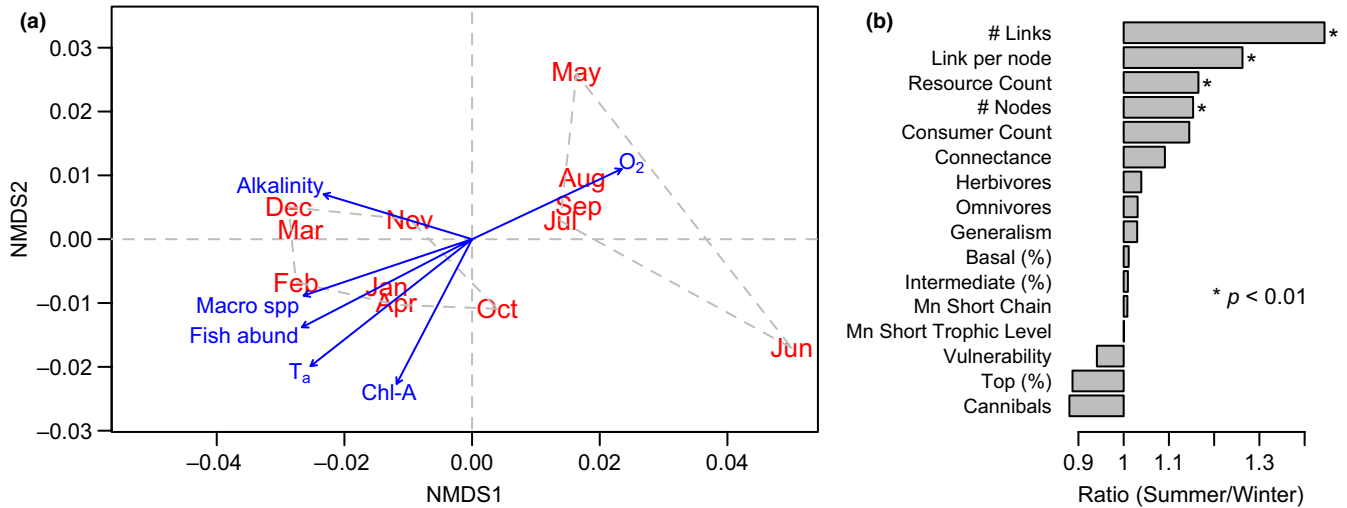 (a)
0.03
0.02
0.01
0.00
−0.01
−0.02
−0.03
NMDS2
May
O2
Aug
Sep
Jul
Alkalinity
Dec
Mar
Nov
Feb
Jan
Macro spp
Apr
Oct
Fish abund
Ta
Chl-A
Jun
−0.04
−0.02
0.00
0.02
0.04
NMDS1
(b)
# Links *
Link per node *
Resource Count *
# Nodes *
Consumer Count
Connectance
Herbivores
Omnivores
Generalism
Basal (%)
Intermediate (%)
Mn Short Chain
Mn Short Trophic Level
Vulnerability
Top (%)
Cannibals
* p < 0.01
0.9
1
1.1
1.3
Ratio (Summer/Winter)